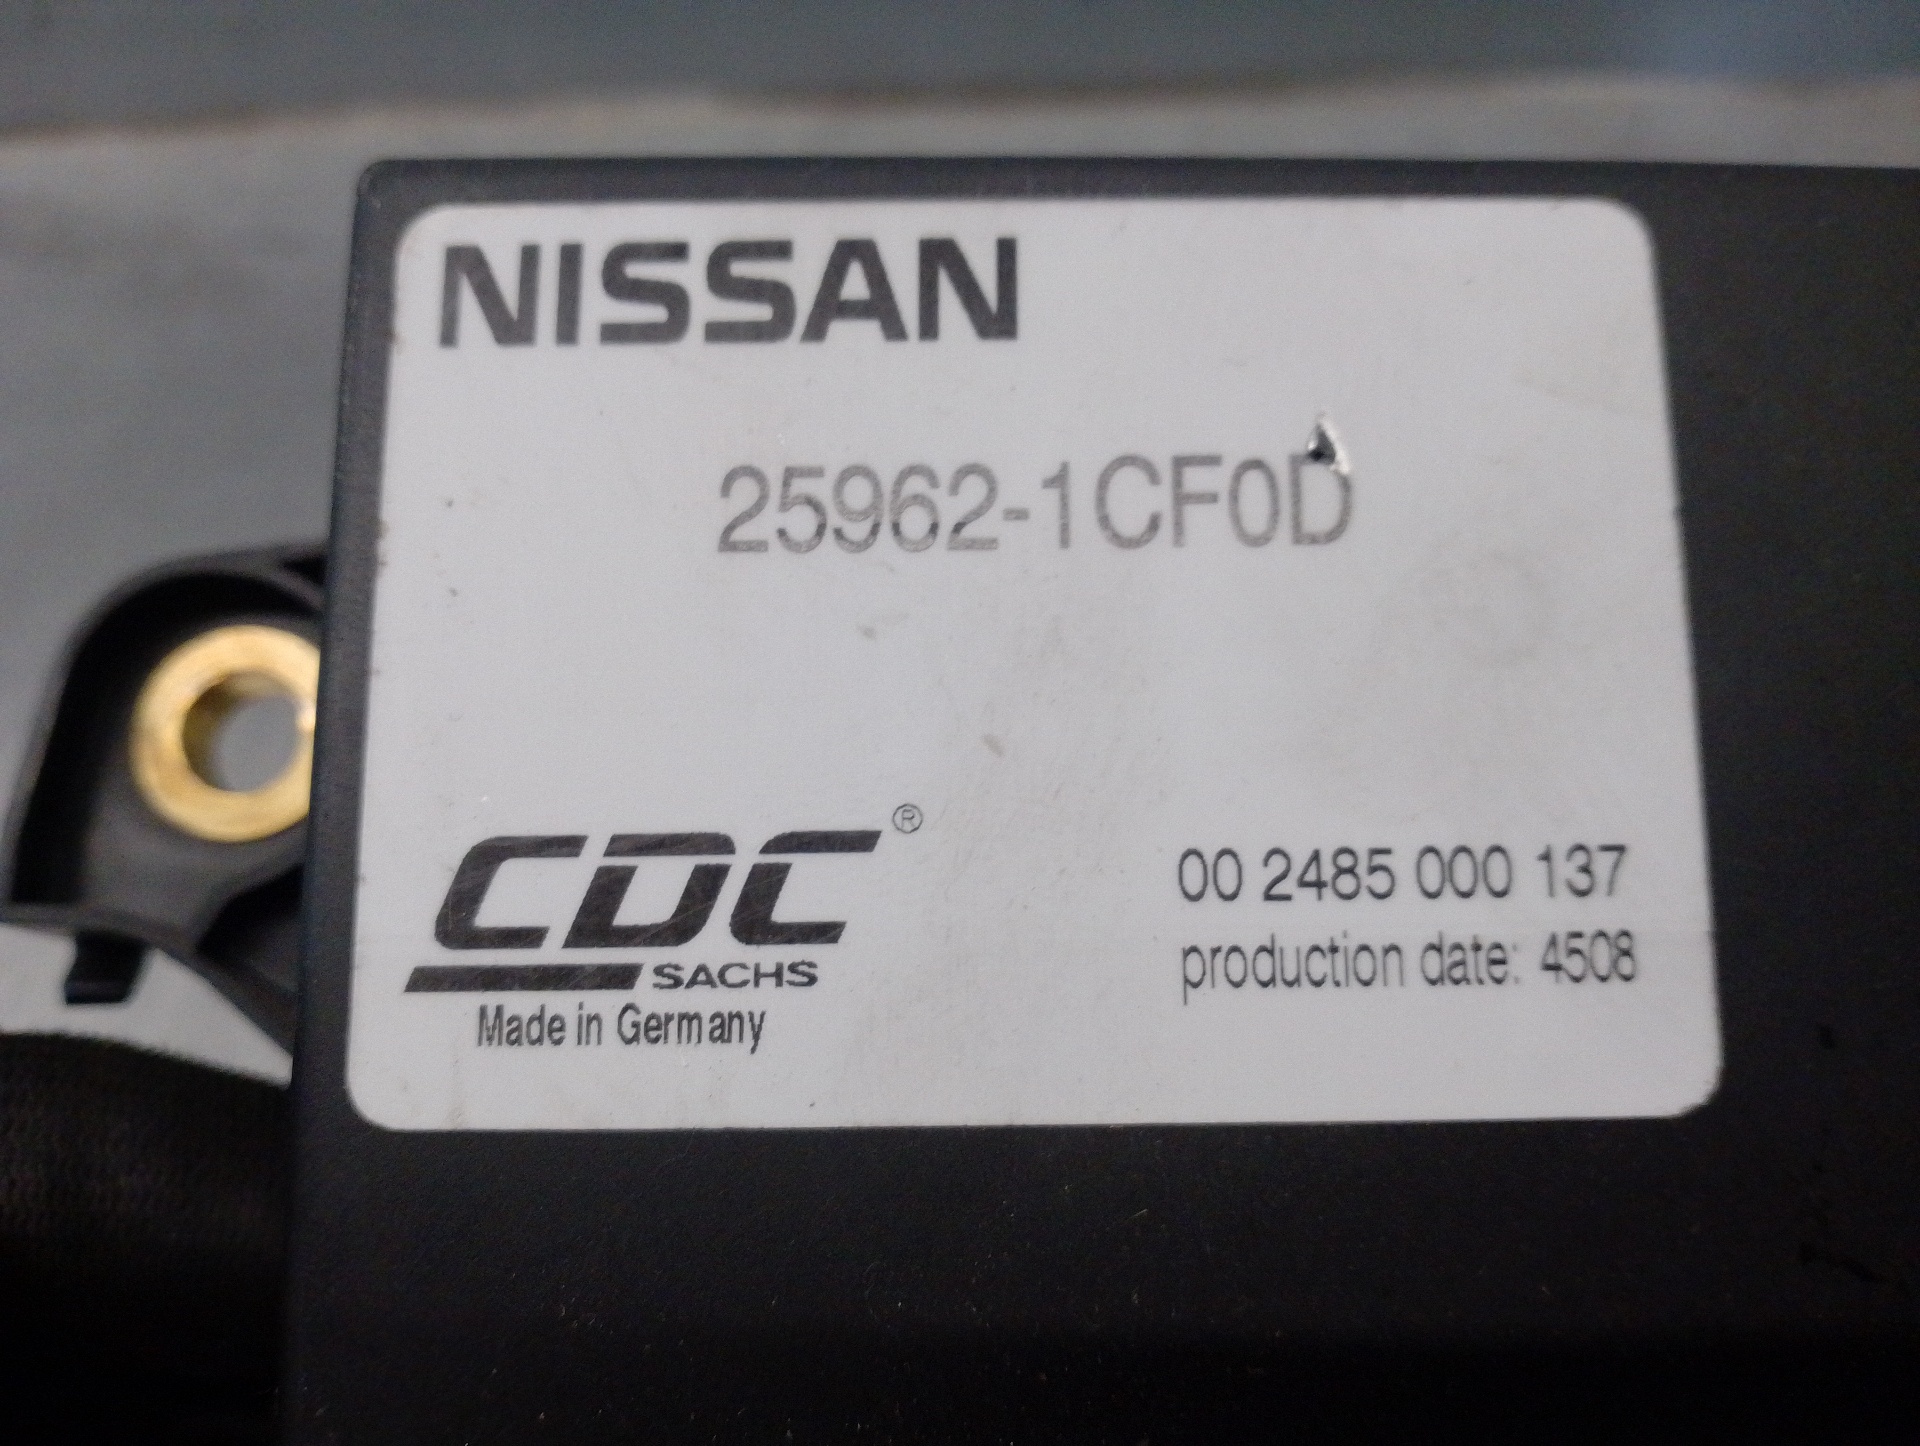 NISSAN
25962-1CF0D
CDC®
SACHS
Made in Germany
00 2485 000 137
production date: 4508